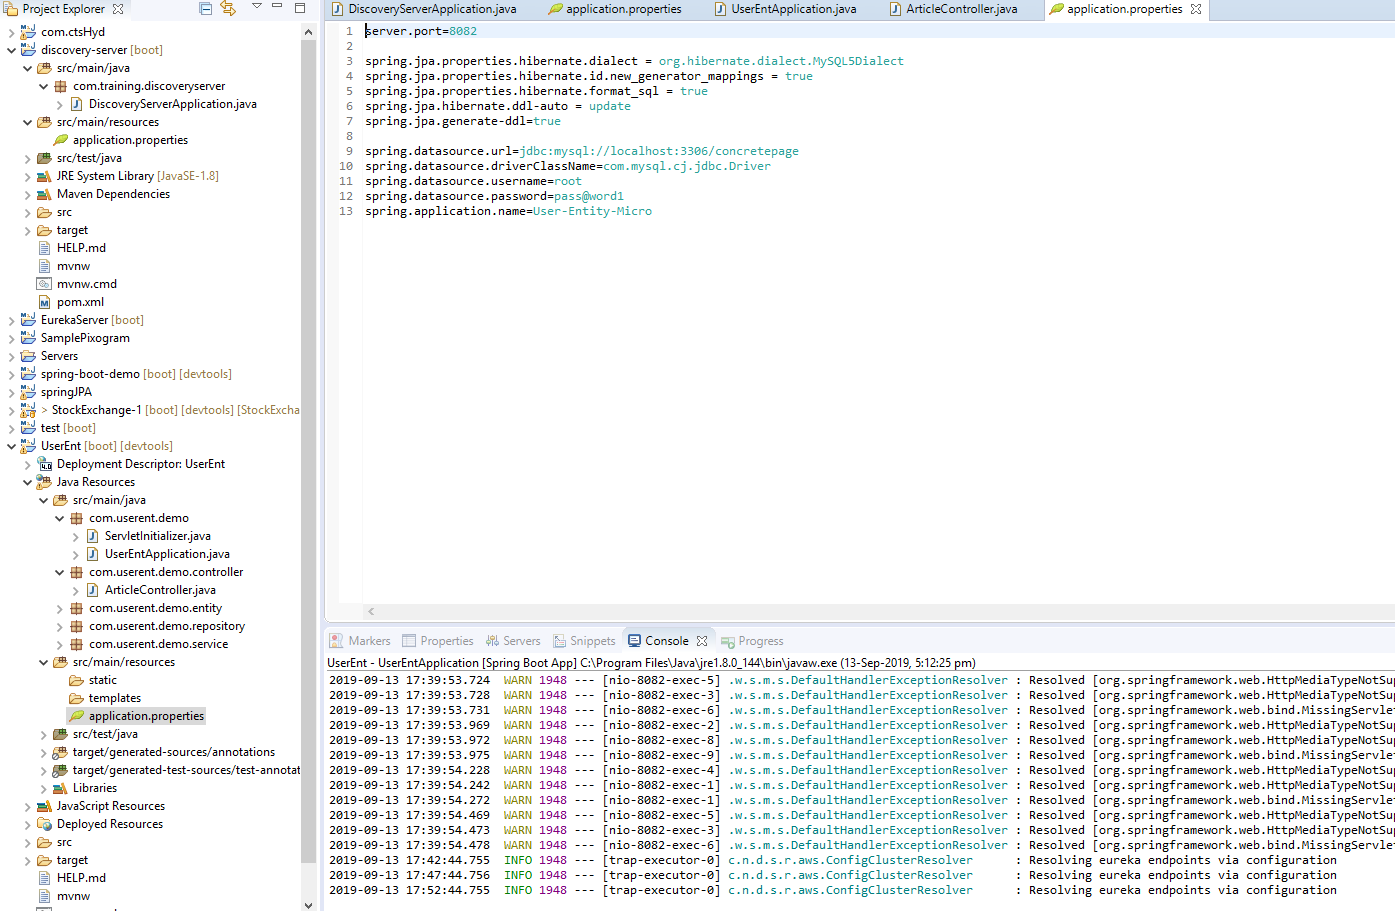 Project Explorer
com.ctsHyd
discovery-server [boot]
src/main/java
com.training.discoveryserver
DiscoveryServerApplication.java
src/main/resources
application.properties
src/test/java
JRE System Library [JavaSE-1.8]
Maven Dependencies
src
target
HELP.md
mvnw
mvnw.cmd
pom.xml
EurekaServer [boot]
SamplePixogram
Servers
spring-boot-demo [boot] [devtools]
springJPA
> StockExchange-1 [boot] [devtools] [StockExcha
test [boot]
UserEnt [boot] [devtools]
Deployment Descriptor: UserEnt
Java Resources
src/main/java
com.userent.demo
ServletInitializer.java
UserEntApplication.java
com.userent.demo.controller
ArticleController.java
com.userent.demo.entity
com.userent.demo.repository
com.userent.demo.service
src/main/resources
static
templates
application.properties
src/test/java
target/generated-sources/annotations
target/generated-test-sources/test-annotat
Libraries
JavaScript Resources
Deployed Resources
src
target
HELP.md
mvnw
DiscoveryServerApplication.java application.properties UserEntApplication.java ArticleController.java application.properties
1 server.port=8082
2
3 spring.jpa.properties.hibernate.dialect = org.hibernate.dialect.MySQL5Dialect
4 spring.jpa.properties.hibernate.id.new_generator_mappings = true
5 spring.jpa.properties.hibernate.format_sql = true
6 spring.jpa.hibernate.ddl-auto = update
7 spring.jpa.generate-ddl=true
8
9 spring.datasource.url=jdbc:mysql://localhost:3306/concretepage
10 spring.datasource.driverClassName=com.mysql.cj.jdbc.Driver
11 spring.datasource.username=root
12 spring.datasource.password=pass@word1
13 spring.application.name=User-Entity-Micro
Markers Properties Servers Snippets Console Progress
UserEnt - UserEntApplication [Spring Boot App] C:\Program Files\Java\jre1.8.0_144\bin\javaw.exe (13-Sep-2019, 5:12:25 pm)
2019-09-13 17:39:53.724 WARN 1948 --- [nio-8082-exec-5] .w.s.m.s.DefaultHandlerExceptionResolver : Resolved [org.springframework.web.HttpMediaTypeNotSup
2019-09-13 17:39:53.728 WARN 1948 --- [nio-8082-exec-3] .w.s.m.s.DefaultHandlerExceptionResolver : Resolved [org.springframework.web.HttpMediaTypeNotSup
2019-09-13 17:39:53.731 WARN 1948 --- [nio-8082-exec-6] .w.s.m.s.DefaultHandlerExceptionResolver : Resolved [org.springframework.web.bind.MissingServlet
2019-09-13 17:39:53.969 WARN 1948 --- [nio-8082-exec-2] .w.s.m.s.DefaultHandlerExceptionResolver : Resolved [org.springframework.web.HttpMediaTypeNotSup
2019-09-13 17:39:53.972 WARN 1948 --- [nio-8082-exec-8] .w.s.m.s.DefaultHandlerExceptionResolver : Resolved [org.springframework.web.HttpMediaTypeNotSup
2019-09-13 17:39:53.975 WARN 1948 --- [nio-8082-exec-9] .w.s.m.s.DefaultHandlerExceptionResolver : Resolved [org.springframework.web.bind.MissingServlet
2019-09-13 17:39:54.228 WARN 1948 --- [nio-8082-exec-4] .w.s.m.s.DefaultHandlerExceptionResolver : Resolved [org.springframework.web.HttpMediaTypeNotSup
2019-09-13 17:39:54.242 WARN 1948 --- [nio-8082-exec-1] .w.s.m.s.DefaultHandlerExceptionResolver : Resolved [org.springframework.web.HttpMediaTypeNotSup
2019-09-13 17:39:54.272 WARN 1948 --- [nio-8082-exec-1] .w.s.m.s.DefaultHandlerExceptionResolver : Resolved [org.springframework.web.bind.MissingServlet
2019-09-13 17:39:54.469 WARN 1948 --- [nio-8082-exec-5] .w.s.m.s.DefaultHandlerExceptionResolver : Resolved [org.springframework.web.HttpMediaTypeNotSup
2019-09-13 17:39:54.473 WARN 1948 --- [nio-8082-exec-3] .w.s.m.s.DefaultHandlerExceptionResolver : Resolved [org.springframework.web.HttpMediaTypeNotSup
2019-09-13 17:39:54.478 WARN 1948 --- [nio-8082-exec-6] .w.s.m.s.DefaultHandlerExceptionResolver : Resolved [org.springframework.web.bind.MissingServlet
2019-09-13 17:42:44.755 INFO 1948 --- [trap-executor-0] c.n.d.s.r.aws.ConfigClusterResolver : Resolving eureka endpoints via configuration
2019-09-13 17:47:44.756 INFO 1948 --- [trap-executor-0] c.n.d.s.r.aws.ConfigClusterResolver : Resolving eureka endpoints via configuration
2019-09-13 17:52:44.755 INFO 1948 --- [trap-executor-0] c.n.d.s.r.aws.ConfigClusterResolver : Resolving eureka endpoints via configuration